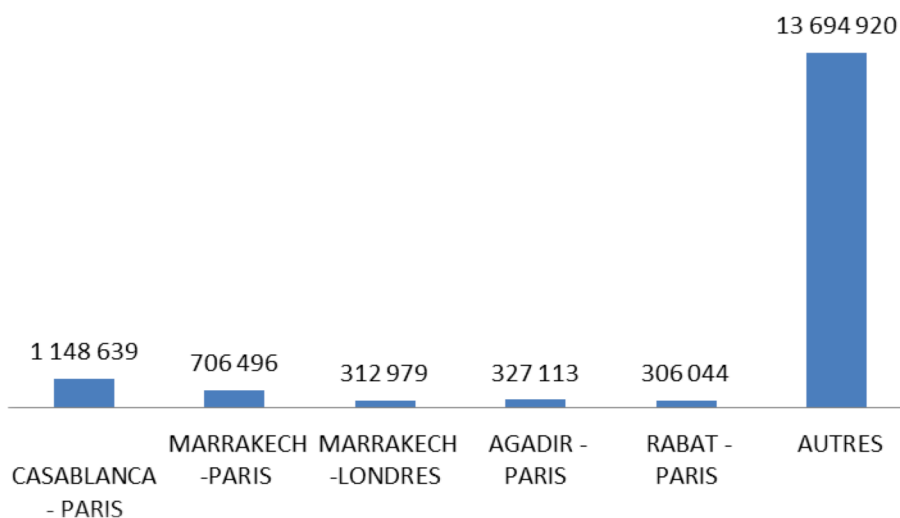 13 694 920
1 148 639
706 496
312 979
327 113
306 044
CASABLANCA
- PARIS
MARRAKECH
-PARIS
MARRAKECH
-LONDRES
AGADIR -
PARIS
RABAT -
PARIS
AUTRES